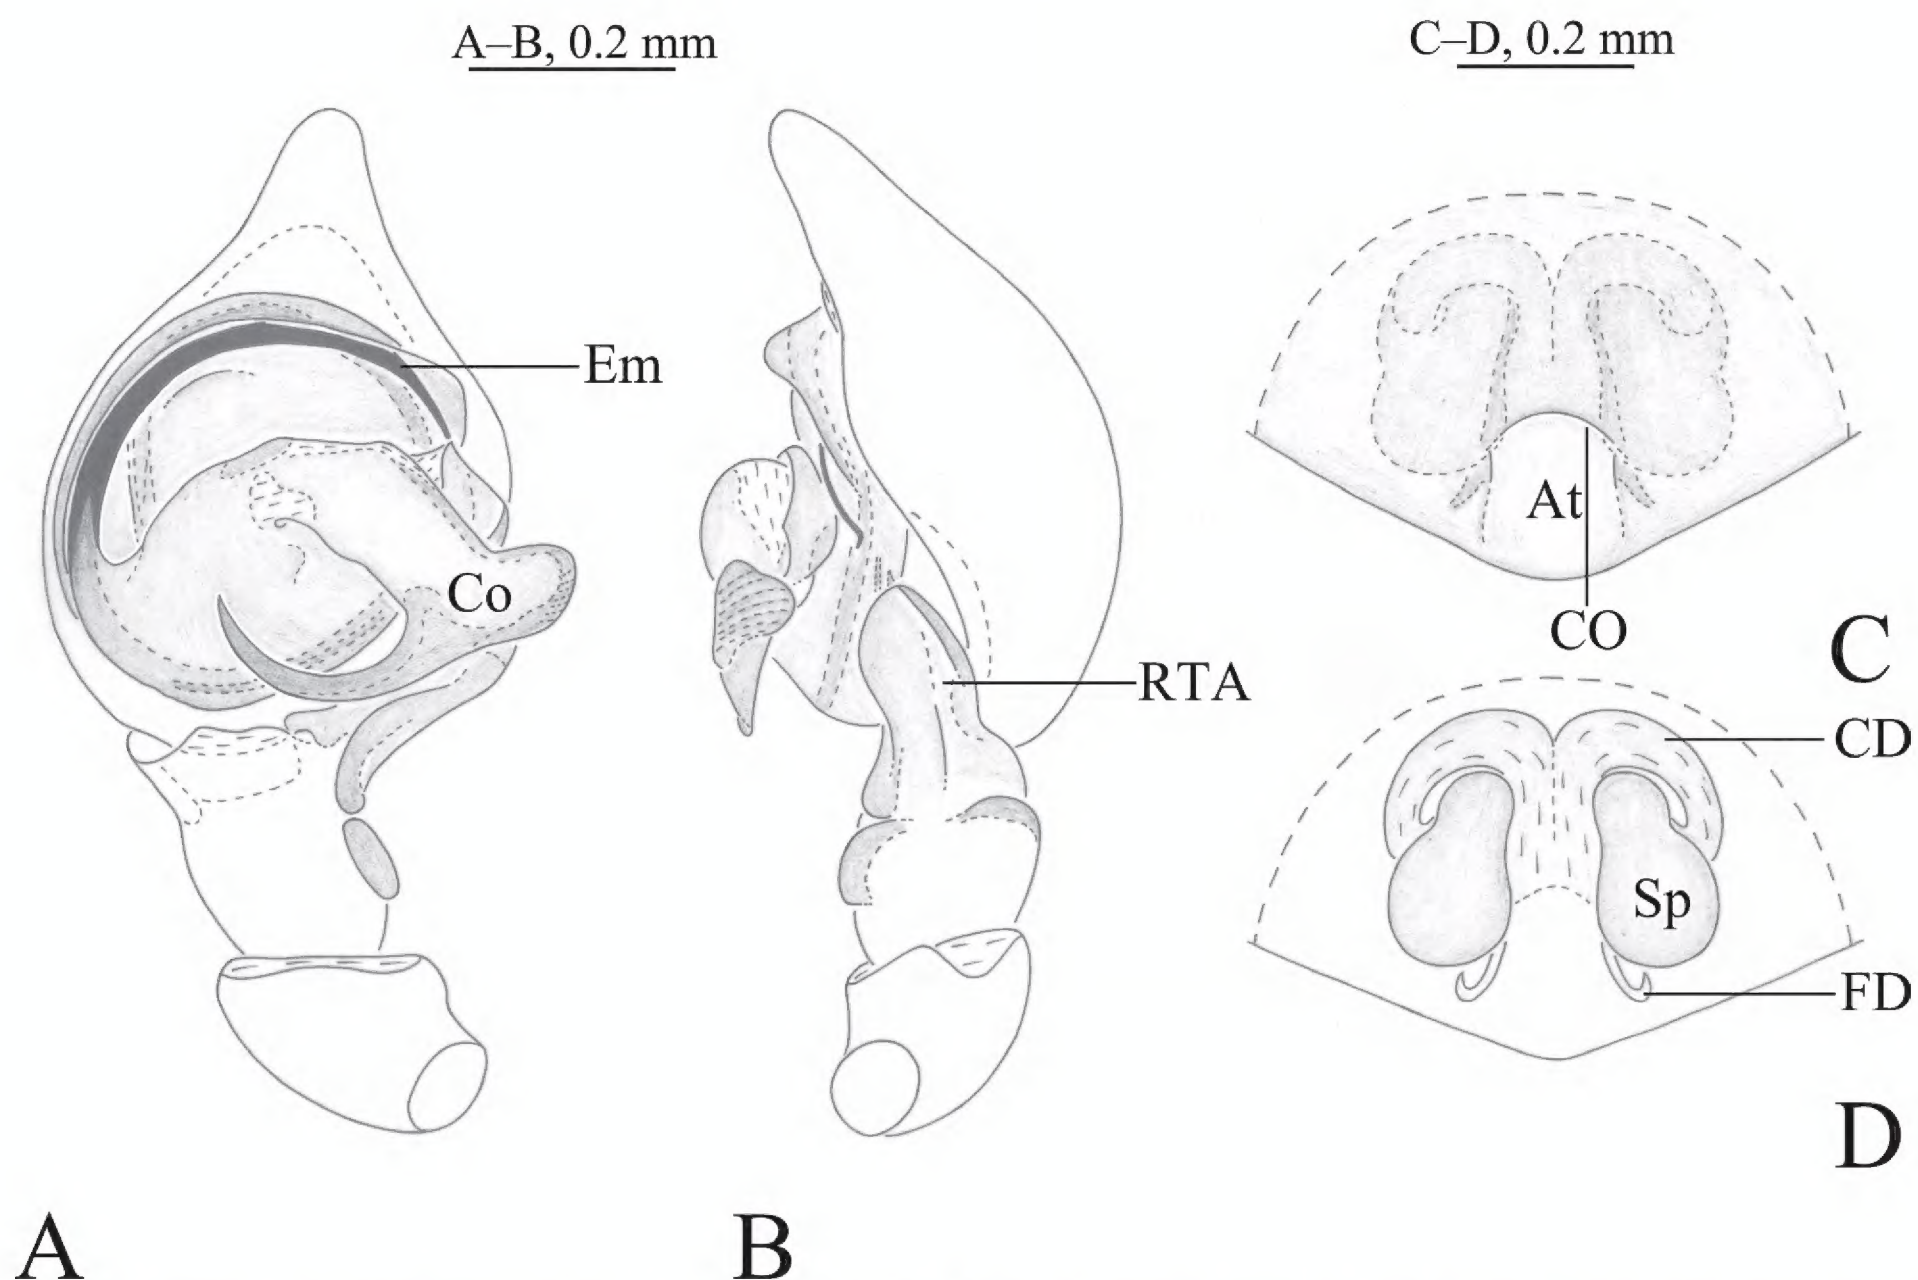 A–B, 0.2 mm
C–D, 0.2 mm
Em
Co
RTA
At
CO
C
CD
Sp
FD
D
A
B